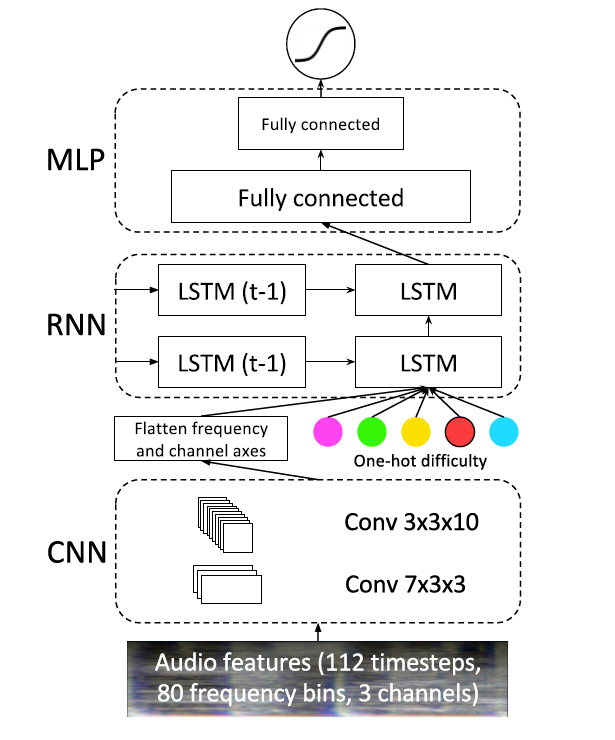 Fully connected
MLP
Fully connected
LSTM (t-1)
LSTM
RNN
LSTM (t-1)
LSTM
Flatten frequency
and channel axes
One-hot difficulty
Conv 3x3x10
CNN
Conv 7x3x3
Audio features (112 timesteps,
80 frequency bins, 3 channels)